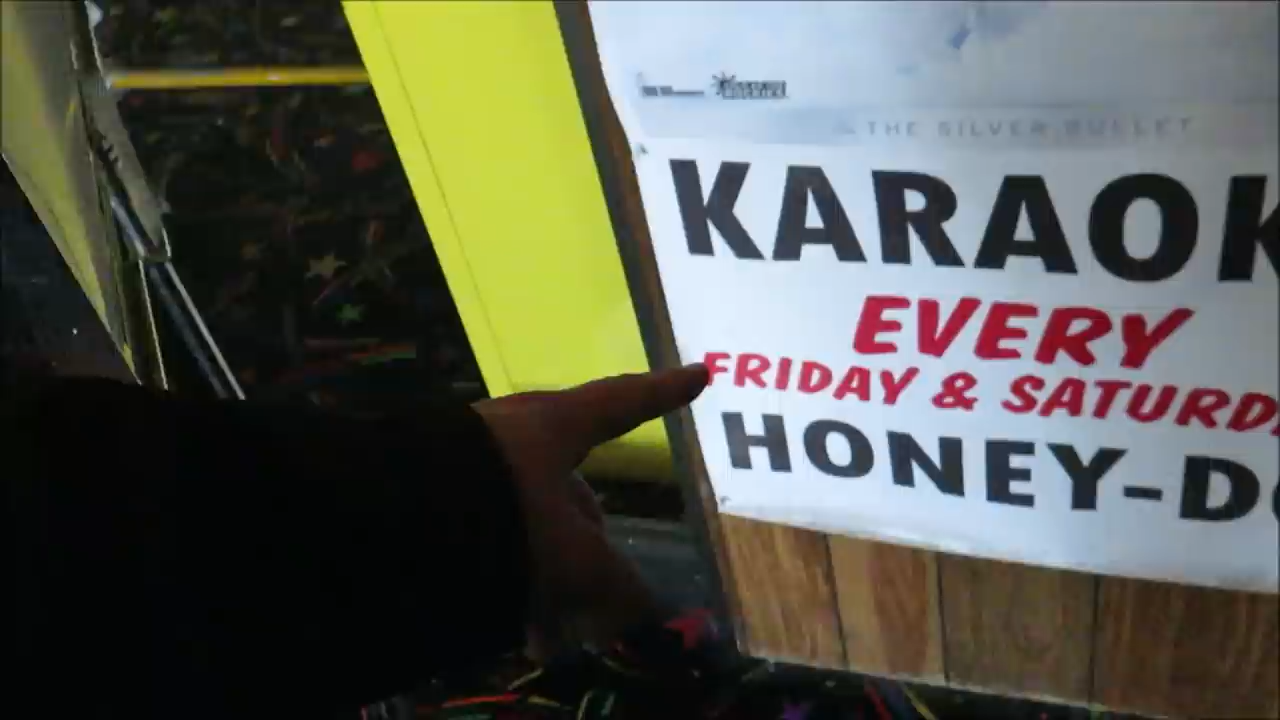 THE SILVER BULLET
KARAOK
EVERY
FRIDAY & SATURD
HONEY-D